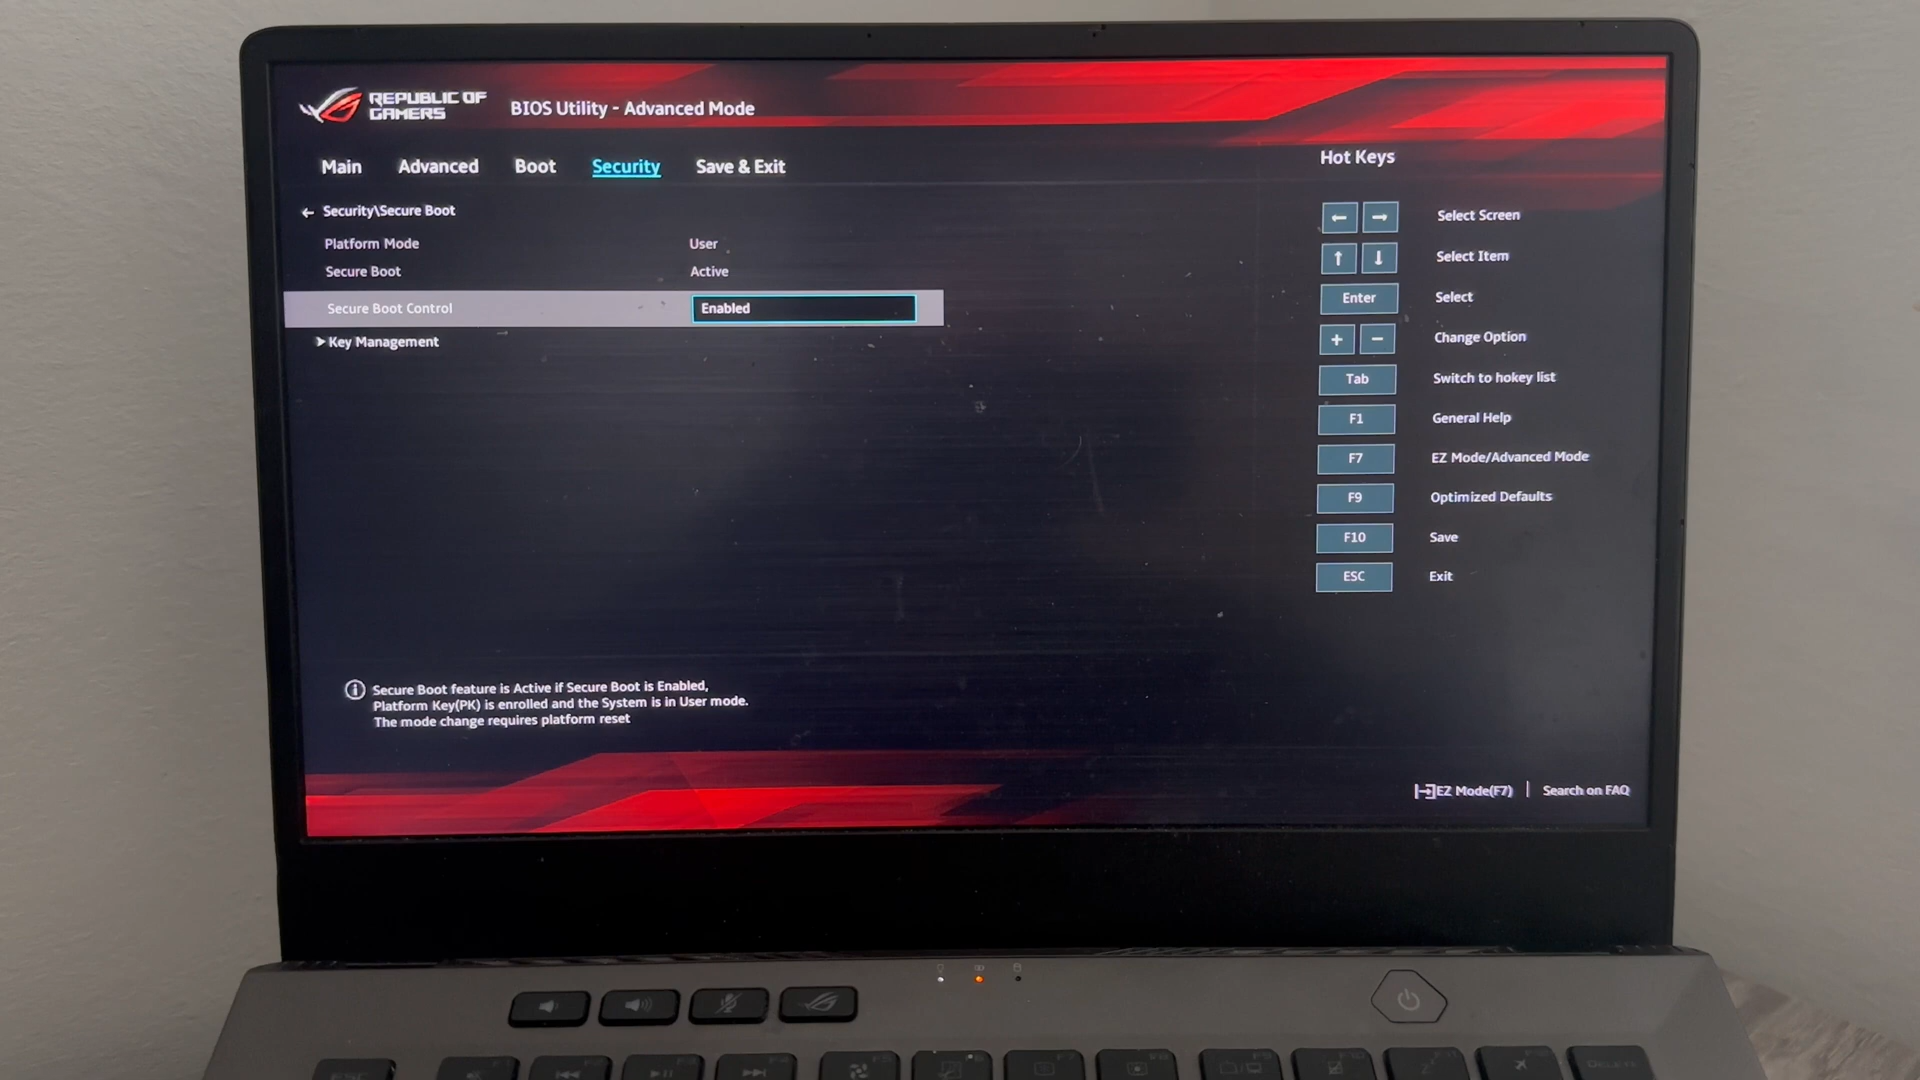 REPUBLIC OF
GAMERS
BIOS Utility - Advanced Mode
Main Advanced Boot Security Save & Exit
Hot Keys
← Security\Secure Boot
Platform Mode User
Secure Boot Active
Secure Boot Control Enabled
> Key Management
← → Select Screen
↑ ↓ Select Item
Enter Select
+ - Change Option
Tab Switch to hokey list
F1 General Help
F7 EZ Mode/Advanced Mode
F9 Optimized Defaults
F10 Save
ESC Exit
Secure Boot feature is Active if Secure Boot is Enabled,
Platform Key(PK) is enrolled and the System is in User mode.
The mode change requires platform reset
EZ Mode(F7) | Search on FAQ